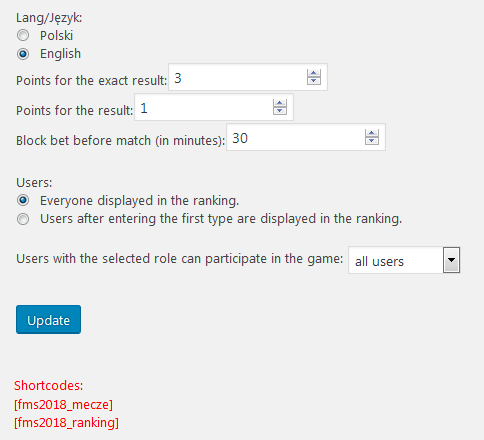 Lang/Język:
Polski
English
Points for the exact result: 3
Points for the result: 1
Block bet before match (in minutes): 30
Users:
Everyone displayed in the ranking.
Users after entering the first type are displayed in the ranking.
Users with the selected role can participate in the game: all users
Update
Shortcodes:
[fms2018_mecze]
[fms2018_ranking]